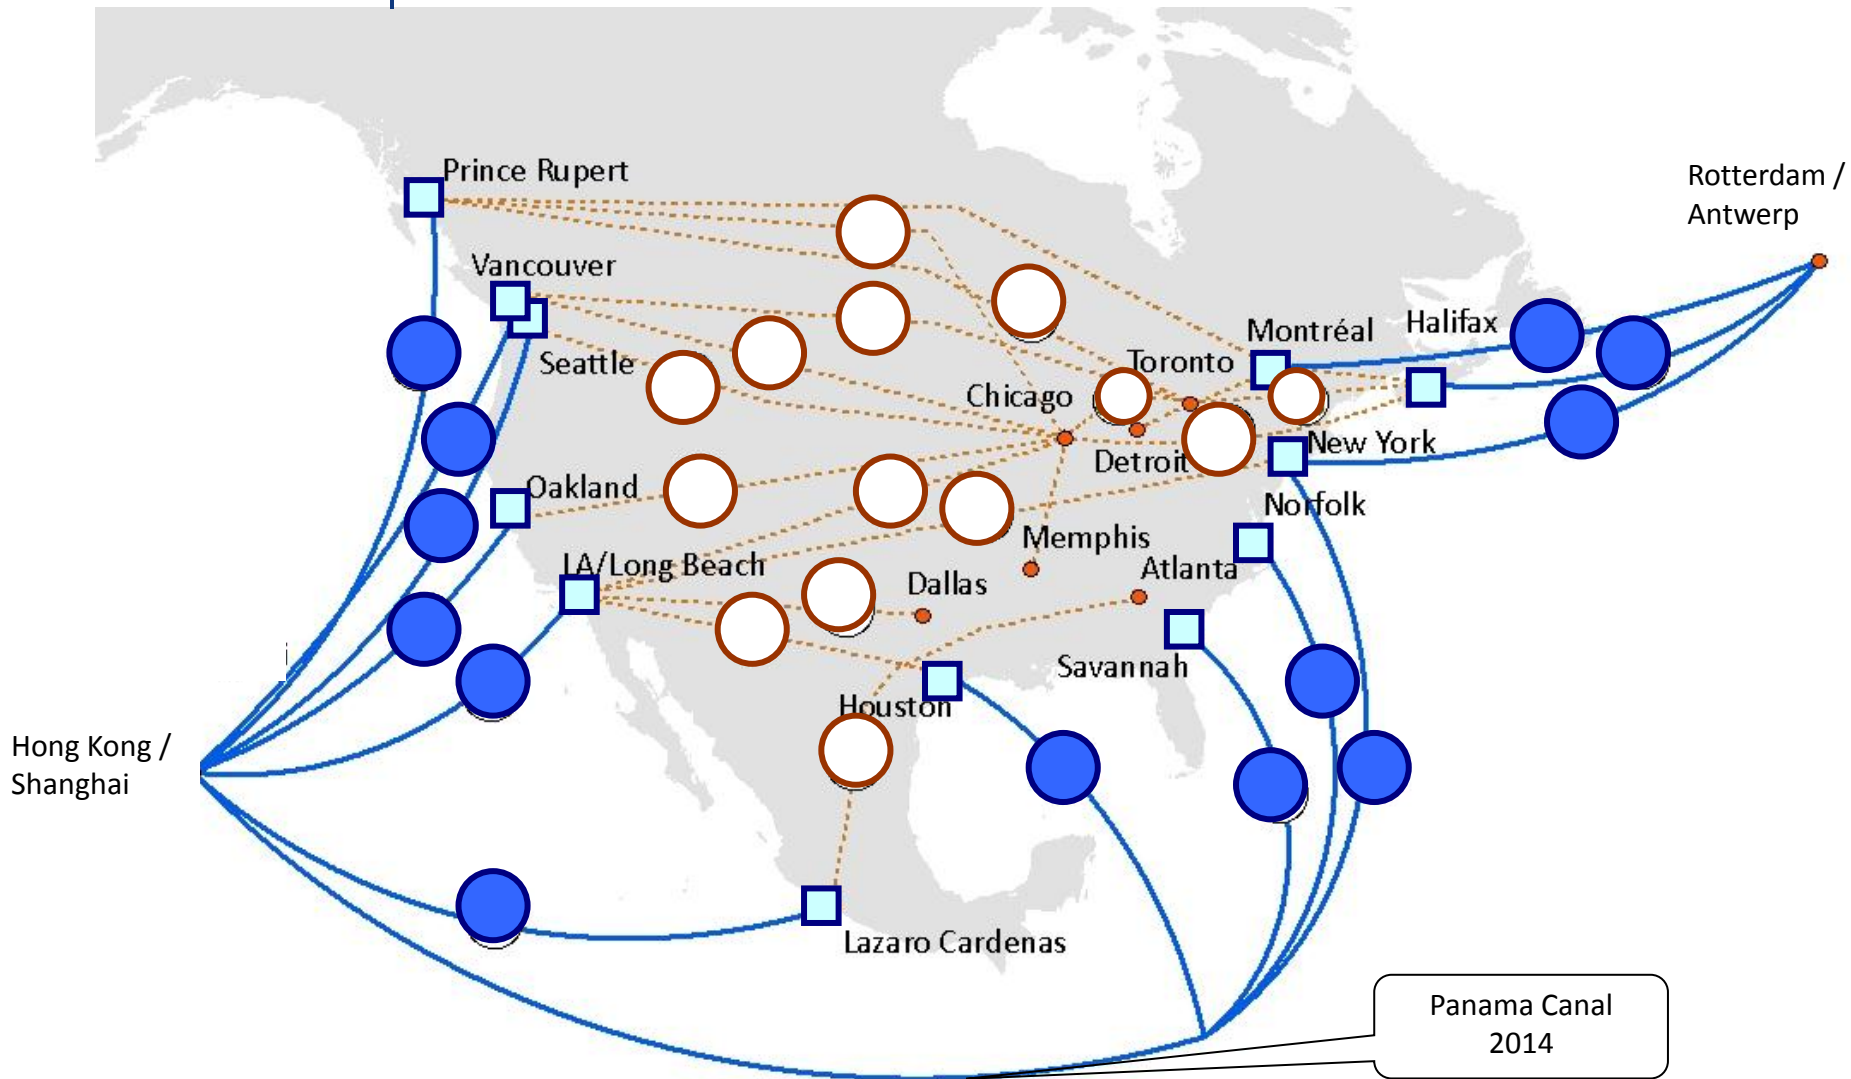 Prince Rupert
Rotterdam /
Antwerp
Vancouver
Montréal
Halifax
Seattle
Toronto
Chicago
New York
Detroit
Oakland
Norfolk
Memphis
LA/Long Beach
Atlanta
Dallas
Savannah
Houston
Hong Kong /
Shanghai
Lazaro Cardenas
Panama Canal
2014